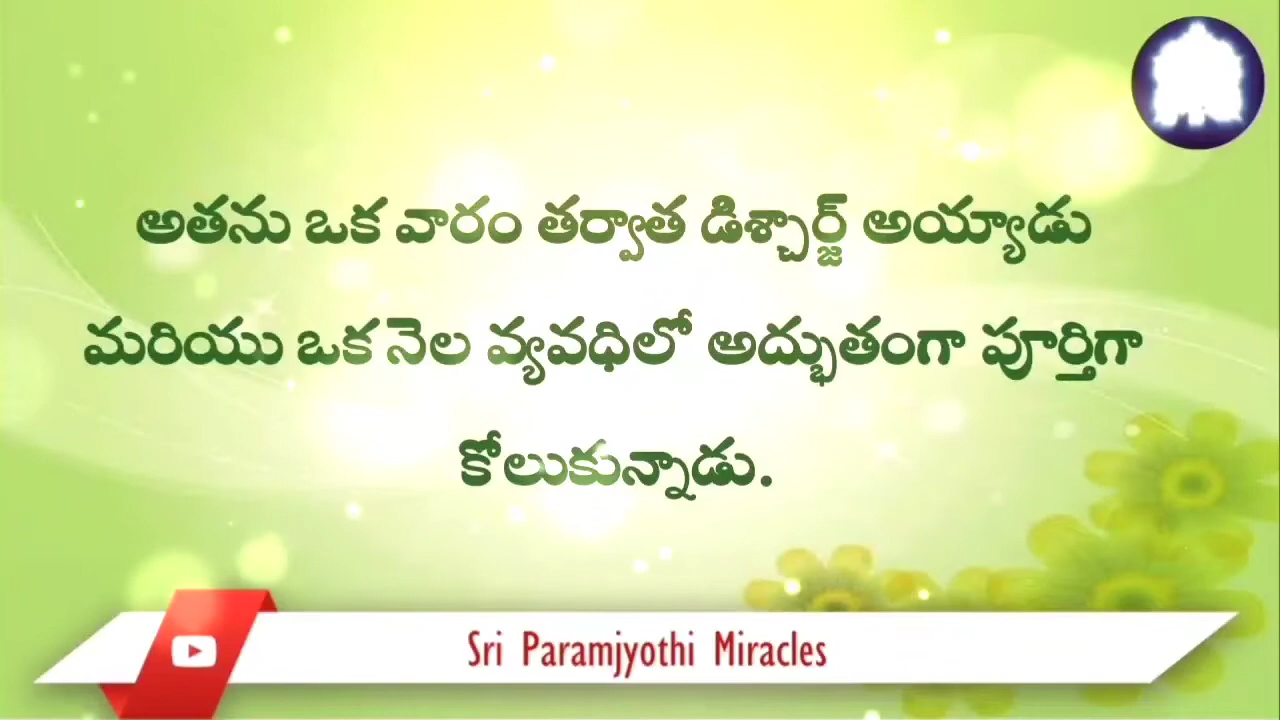 అతను ఒక వారం తర్వాత డిశ్చార్జ్ అయ్యాడు
మరియు ఒక నెల వ్యవధిలో అద్భుతంగా పూర్తిగా
కోలుకున్నాడు.
Sri Paramjyothi Miracles